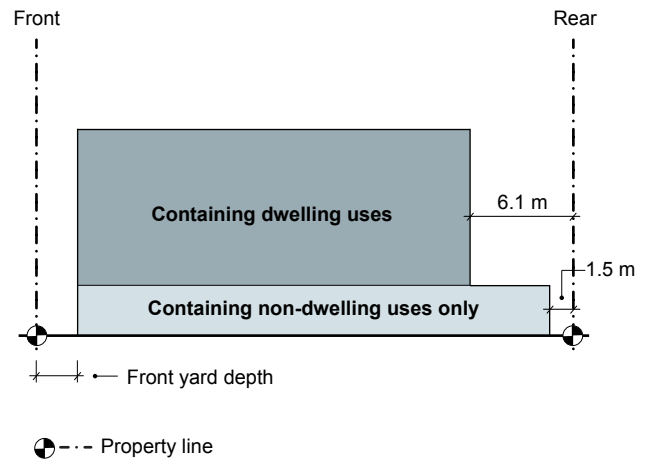 Front
Rear
Containing dwelling uses
6.1 m
1.5 m
Containing non-dwelling uses only
Front yard depth
Property line